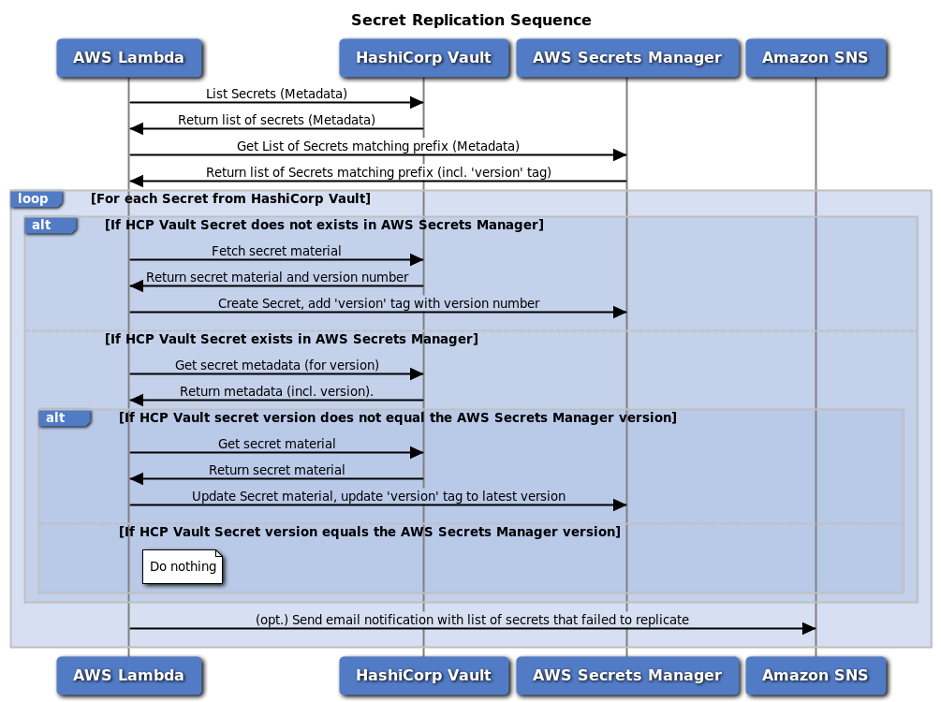 Secret Replication Sequence
AWS Lambda
HashiCorp Vault
AWS Secrets Manager
Amazon SNS
List Secrets (Metadata)
Return list of secrets (Metadata)
Get List of Secrets matching prefix (Metadata)
Return list of Secrets matching prefix (incl. 'version' tag)
loop [For each Secret from HashiCorp Vault]
alt [If HCP Vault Secret does not exists in AWS Secrets Manager]
Fetch secret material
Return secret material and version number
Create Secret, add 'version' tag with version number
[If HCP Vault Secret exists in AWS Secrets Manager]
Get secret metadata (for version)
Return metadata (incl. version).
alt [If HCP Vault secret version does not equal the AWS Secrets Manager version]
Get secret material
Return secret material
Update Secret material, update 'version' tag to latest version
[If HCP Vault Secret version equals the AWS Secrets Manager version]
Do nothing
(opt.) Send email notification with list of secrets that failed to replicate
AWS Lambda
HashiCorp Vault
AWS Secrets Manager
Amazon SNS